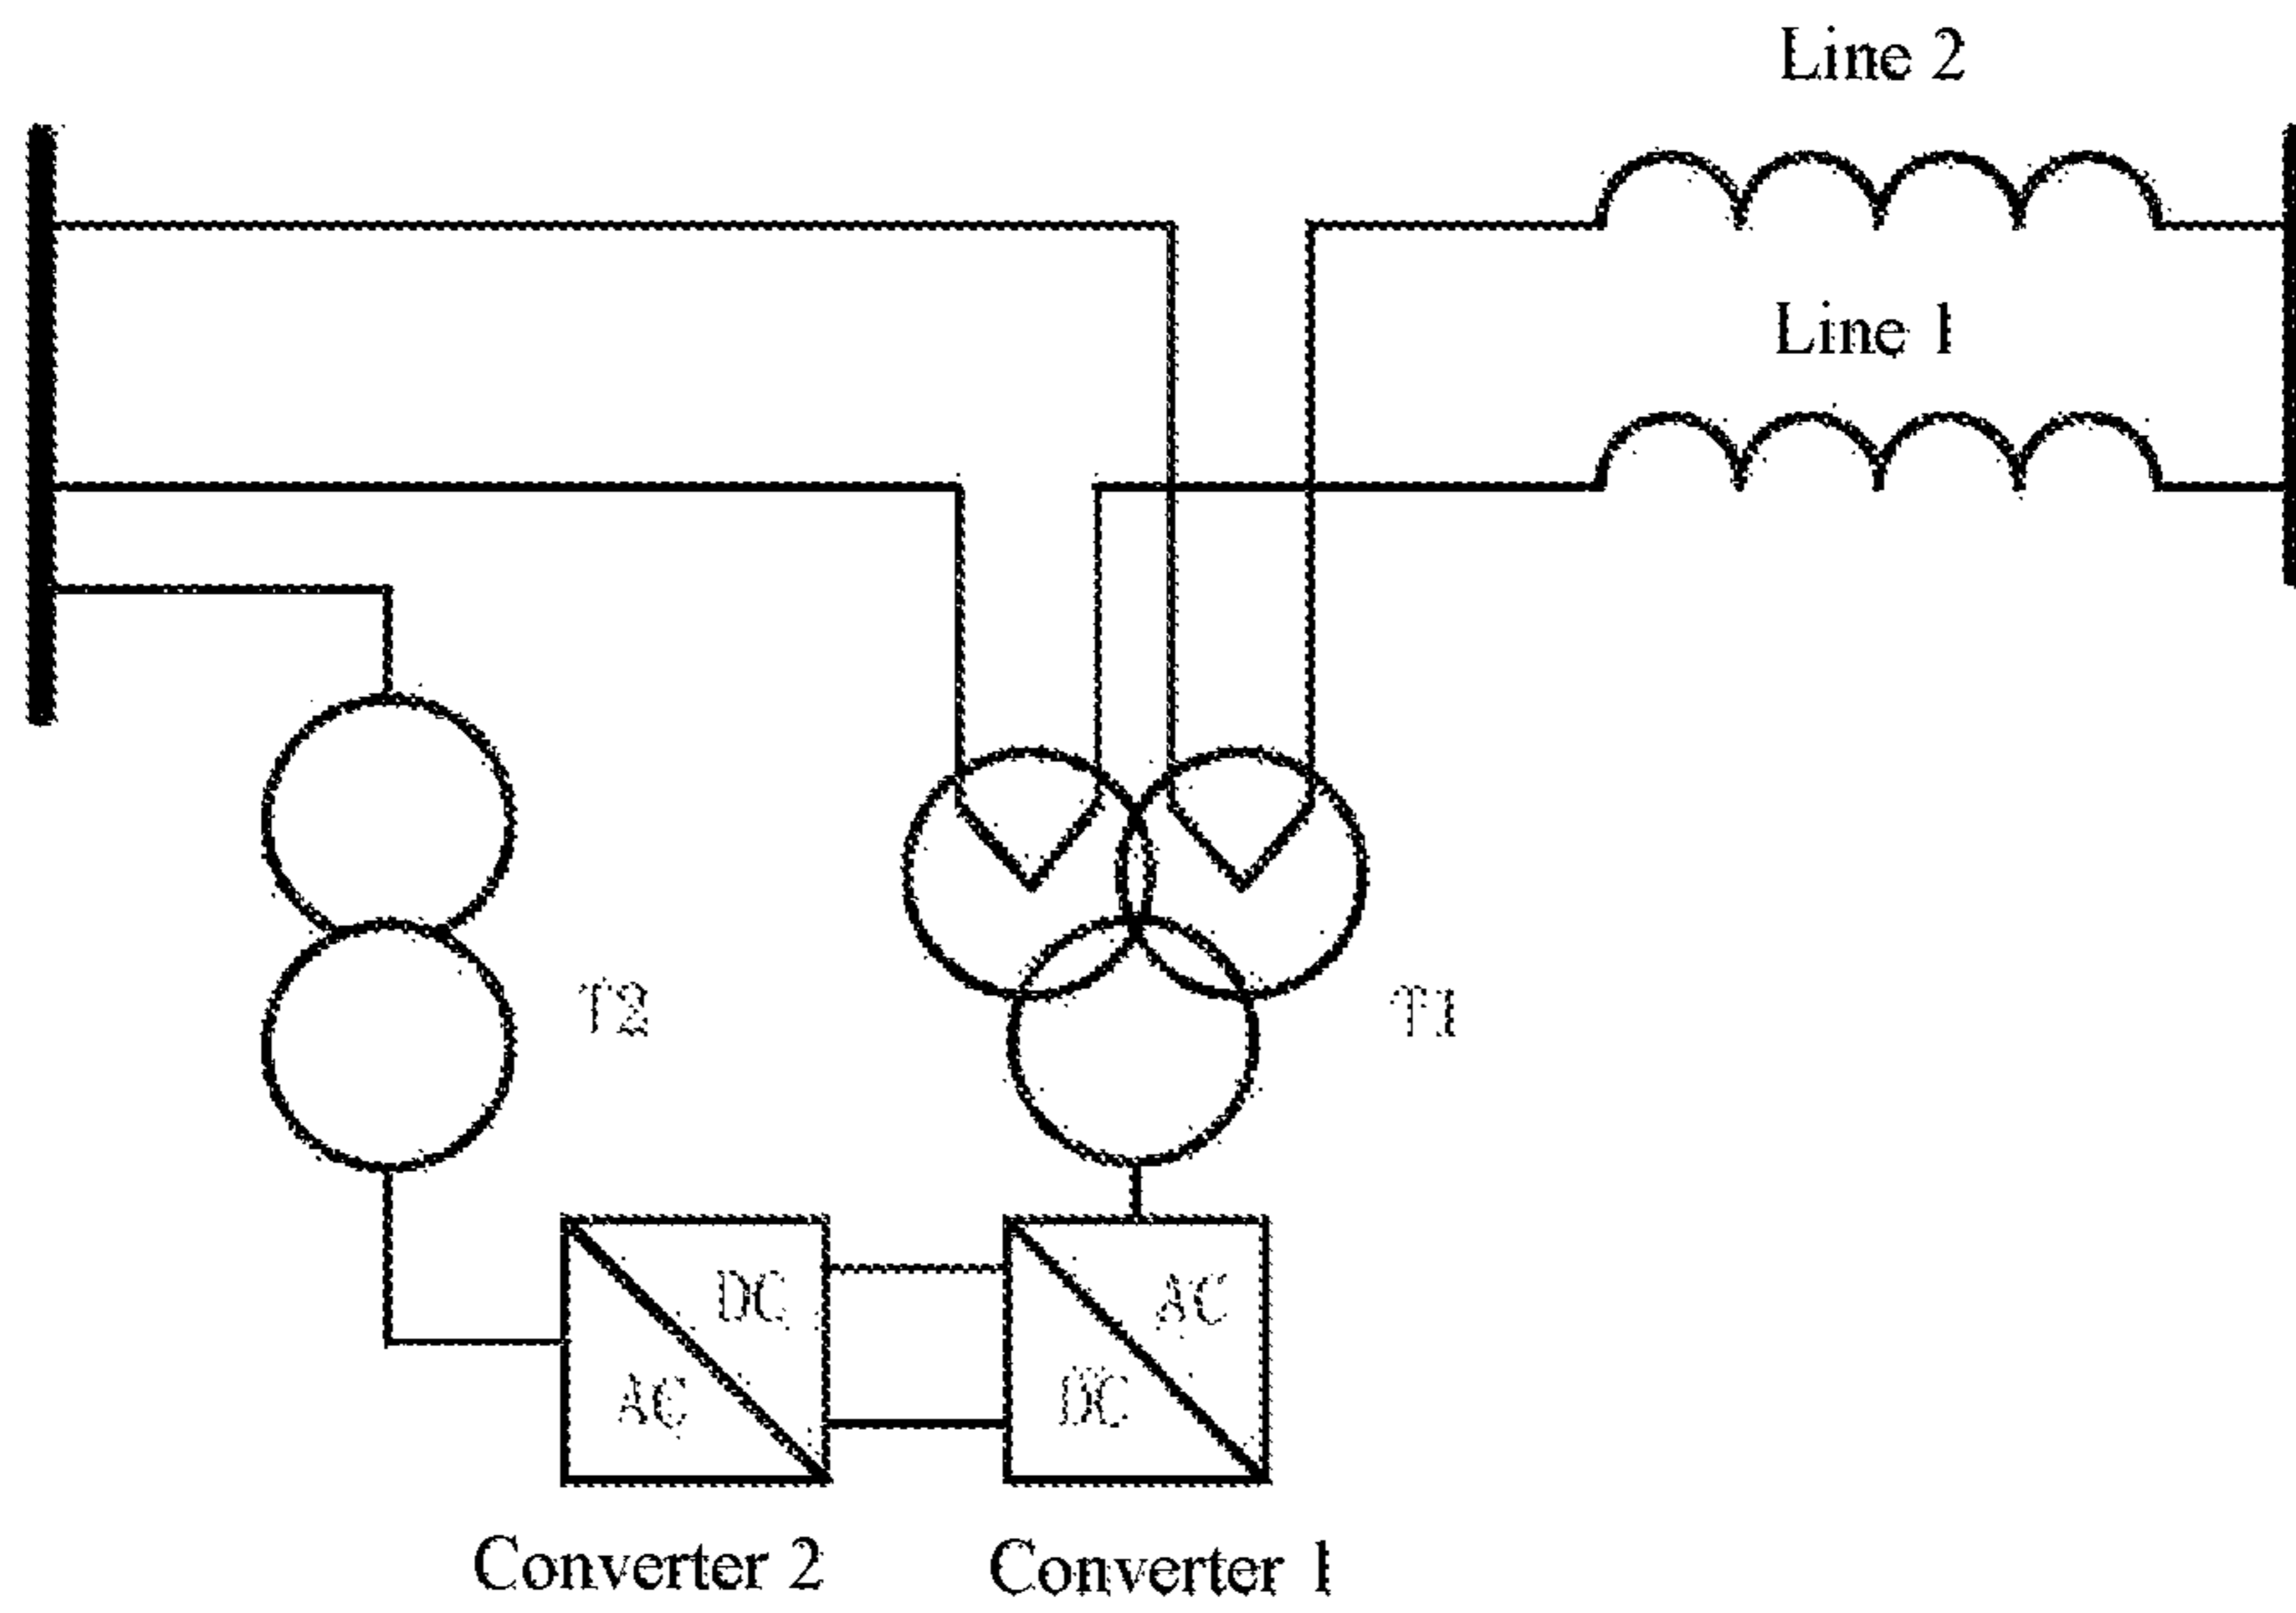 Line 2
Line 1
T2
T1
DC
AC
AC
DC
Converter 2
Converter 1